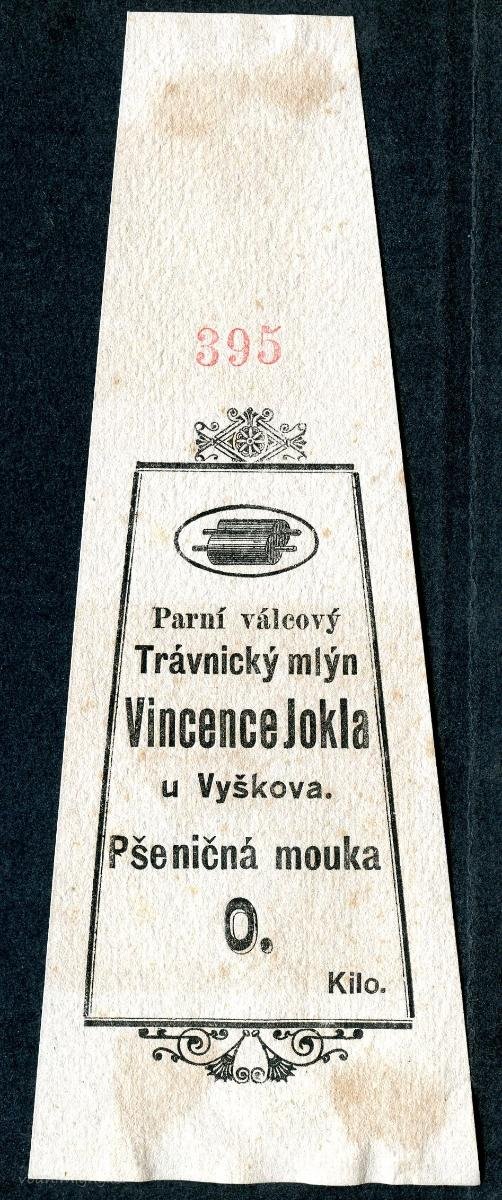 395
Parní válcový
Trávnický mlýn
Vincence Jokla
u Vyškova.
Pšeničná mouka
0.
Kilo.